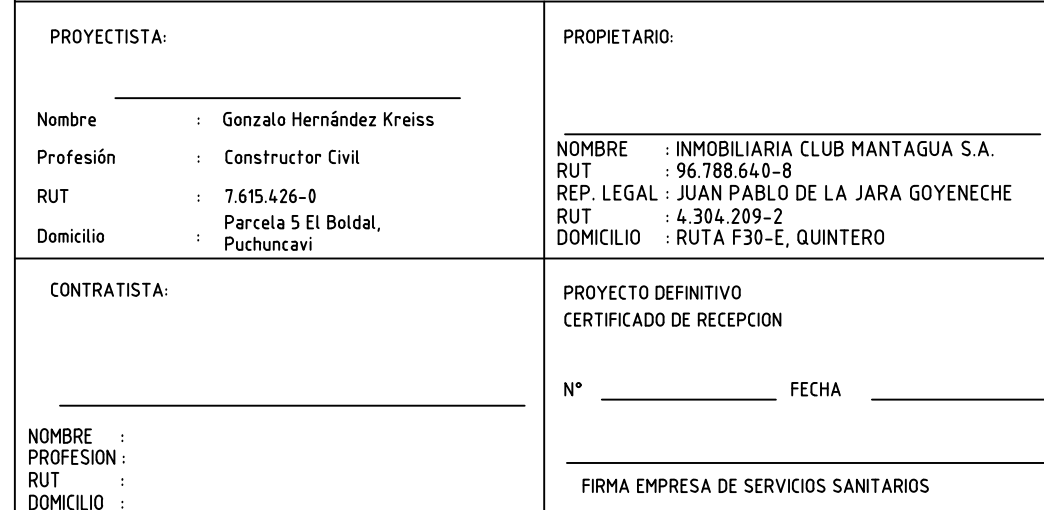 PROYECTISTA:
Nombre : Gonzalo Hernández Kreiss
Profesión : Constructor Civil
RUT : 7.615.426-0
Domicilio : Parcela 5 El Boldal,
Puchuncavi
PROPIETARIO:
NOMBRE : INMOBILIARIA CLUB MANTAGUA S.A.
RUT : 96.788.640-8
REP. LEGAL : JUAN PABLO DE LA JARA GOYENECHE
RUT : 4.304.209-2
DOMICILIO : RUTA F30-E, QUINTERO
CONTRATISTA:
NOMBRE :
PROFESION :
RUT :
DOMICILIO :
PROYECTO DEFINITIVO
CERTIFICADO DE RECEPCION
N° FECHA
FIRMA EMPRESA DE SERVICIOS SANITARIOS